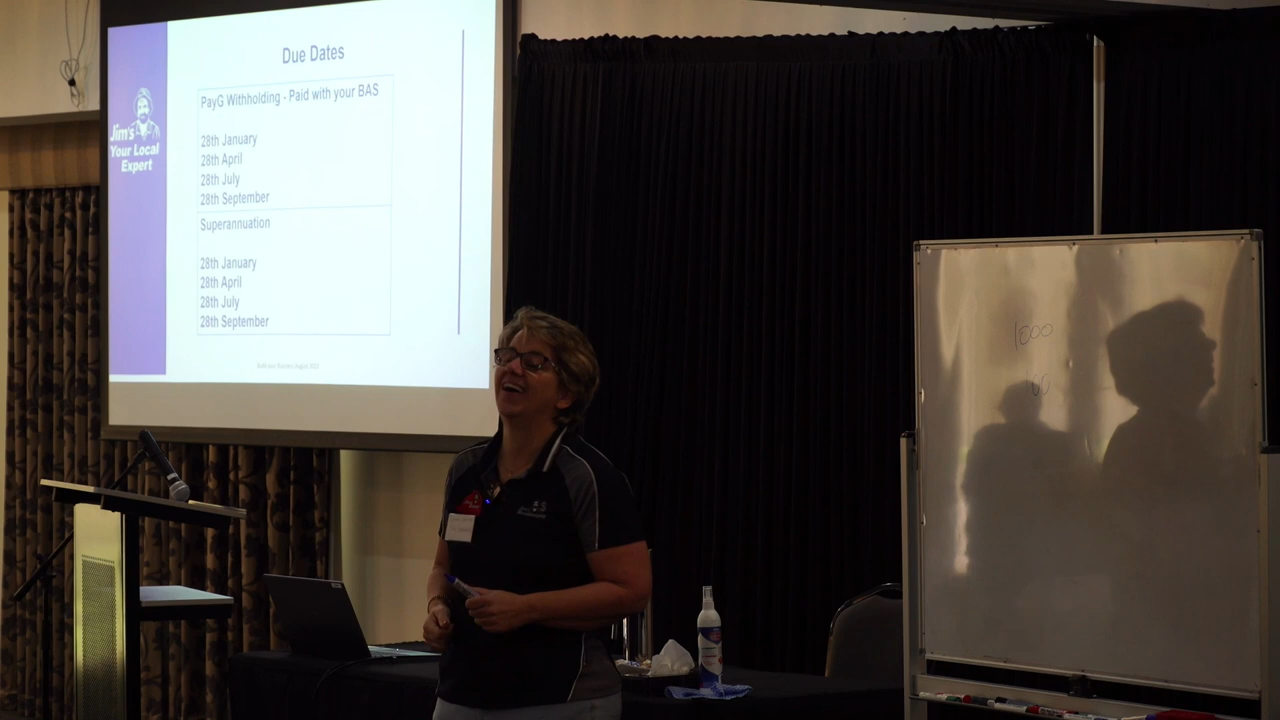 Due Dates
PayG Withholding - Paid with your BAS
28th January
28th April
28th July
28th September
Superannuation
28th January
28th April
28th July
28th September
Jim's
Your Local
Expert
1000